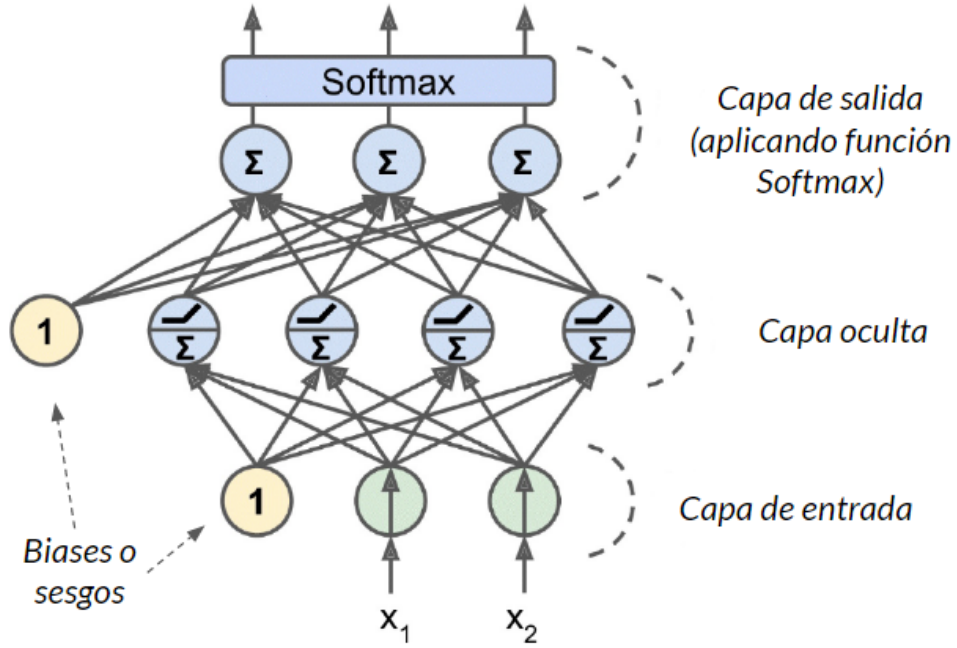 Softmax
Capa de salida
(aplicando función
Softmax)
Σ Σ Σ
1
Σ Σ Σ Σ
Capa oculta
1
Capa de entrada
Biases o
sesgos
x₁ x₂